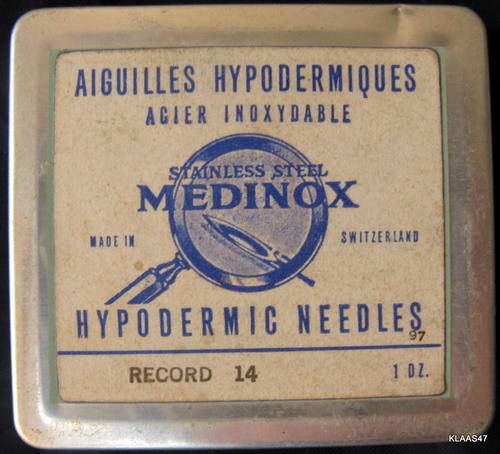 AIGUILLES HYPODERMIQUES
ACIER INOXYDABLE
STAINLESS STEEL
MEDINOX
MADE IN SWITZERLAND
HYPODERMIC NEEDLES
97
RECORD 14 1 DZ.
KLAAS47